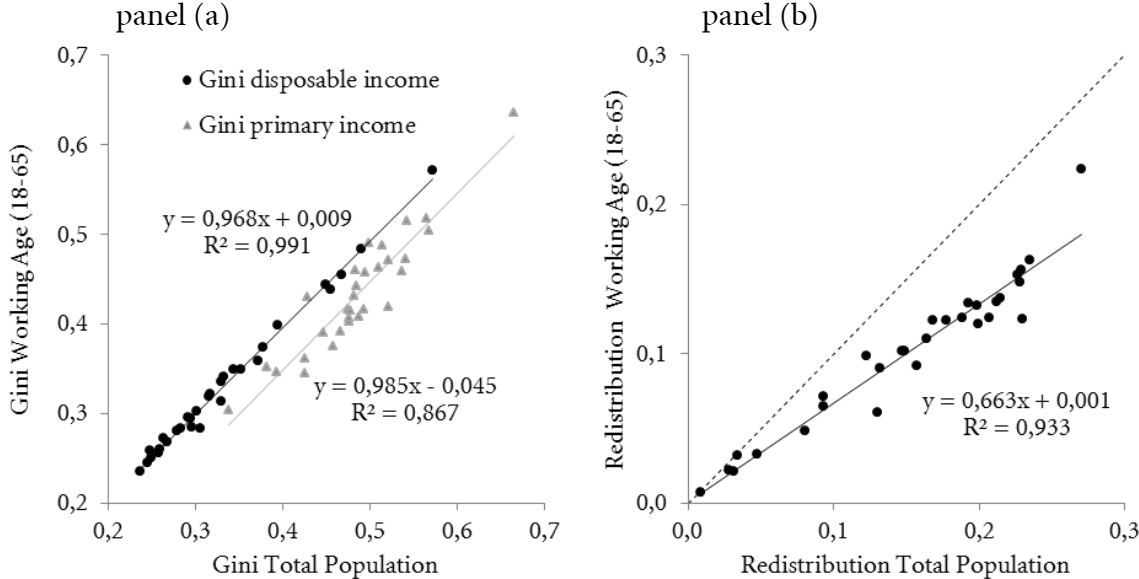 panel (a)
0,7
0,6
0,5
0,4
0,3
0,2
0,2
0,3
0,4
0,5
0,6
0,7
Gini Working Age (18-65)
Gini Total Population
Gini disposable income
Gini primary income
y = 0,968x + 0,009
R² = 0,991
y = 0,985x - 0,045
R² = 0,867
panel (b)
0,3
0,2
0,1
0,0
0,0
0,1
0,2
0,3
Redistribution Working Age (18-65)
Redistribution Total Population
y = 0,663x + 0,001
R² = 0,933